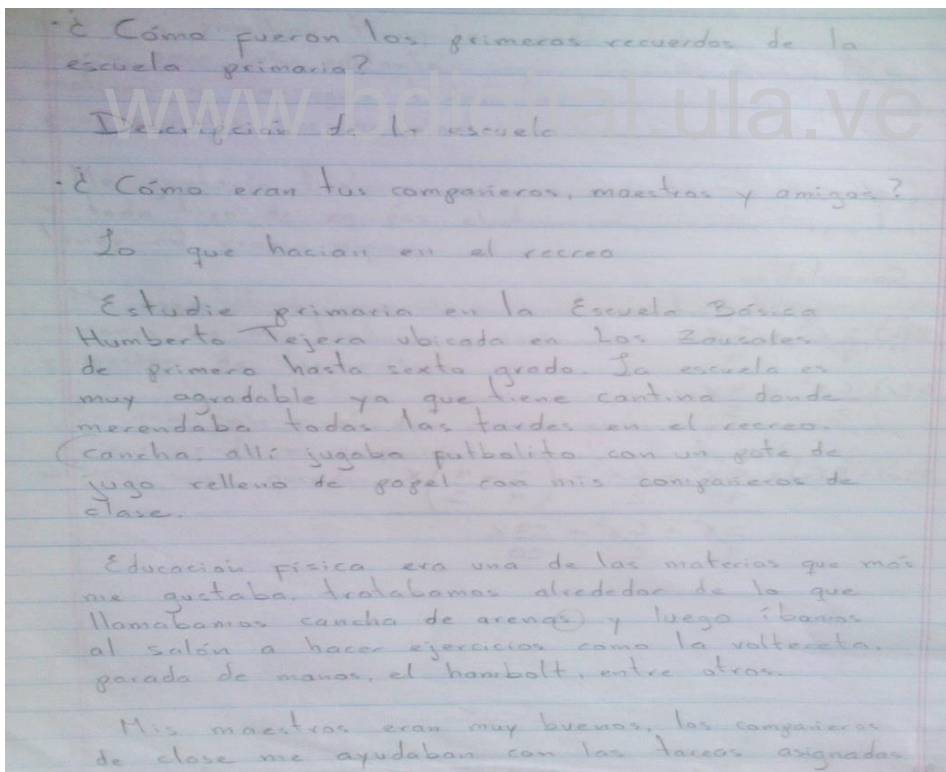 ·¿ Cómo fueron los primeros recuerdos de la
escuela primaria?
www.bdigital.ula.ve
Descripción de la escuela
·¿ Cómo eran tus compañeros, maestros y amigos?
Lo que hacian en el recreo
Estudie primaria en la Escuela Básica
Humberto Tejera ubicada en Los Zauzales
de primero hasta sexto grado. La escuela es
muy agradable ya que tiene cantina donde
merendaba todas las tardes en el recreo.
cancha. allí jugaba futbolito con un pote de
jugo relleno de papel con mis compañeros de
clase.
Educación física era una de las materias que más
me gustaba. trotabamos alrededor de lo que
llamabamos cancha de arenas y luego íbamos
al salón a hacer ejercicios como la voltereta.
parada de manos, el hambolt, entre otros.
Mis maestros eran muy buenos, los compañeros
de clase me ayudaban con las tareas asignadas